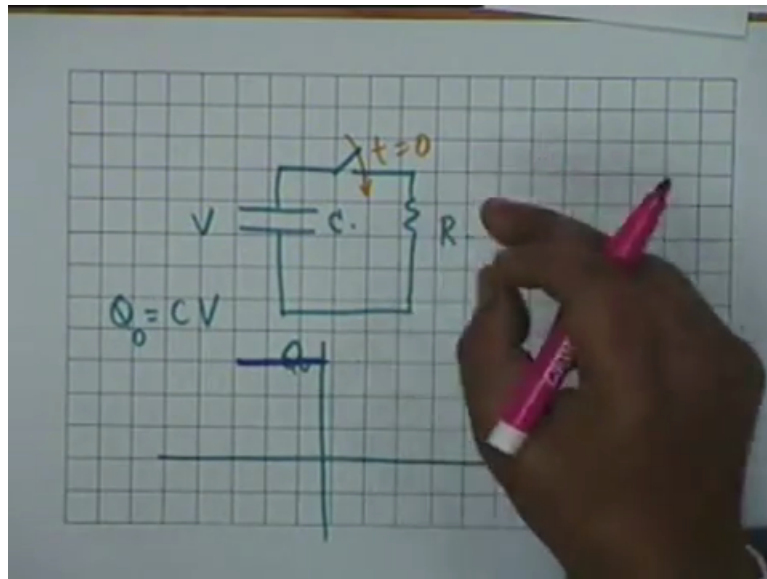 t=0
V C. R
Q₀ = CV
Q₀